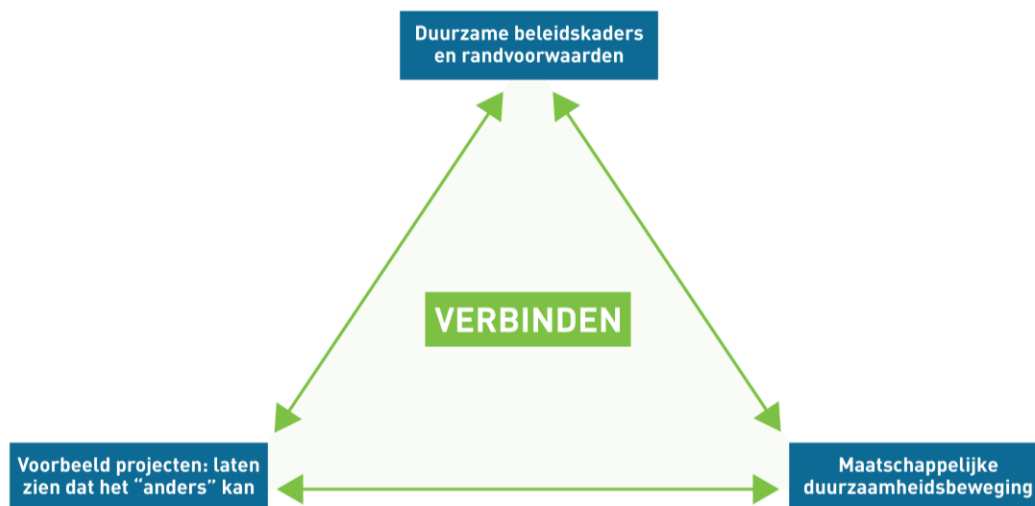 Duurzame beleidskaders
en randvoorwaarden
VERBINDEN
Voorbeeld projecten: laten
zien dat het “anders” kan
Maatschappelijke
duurzaamheidsbeweging